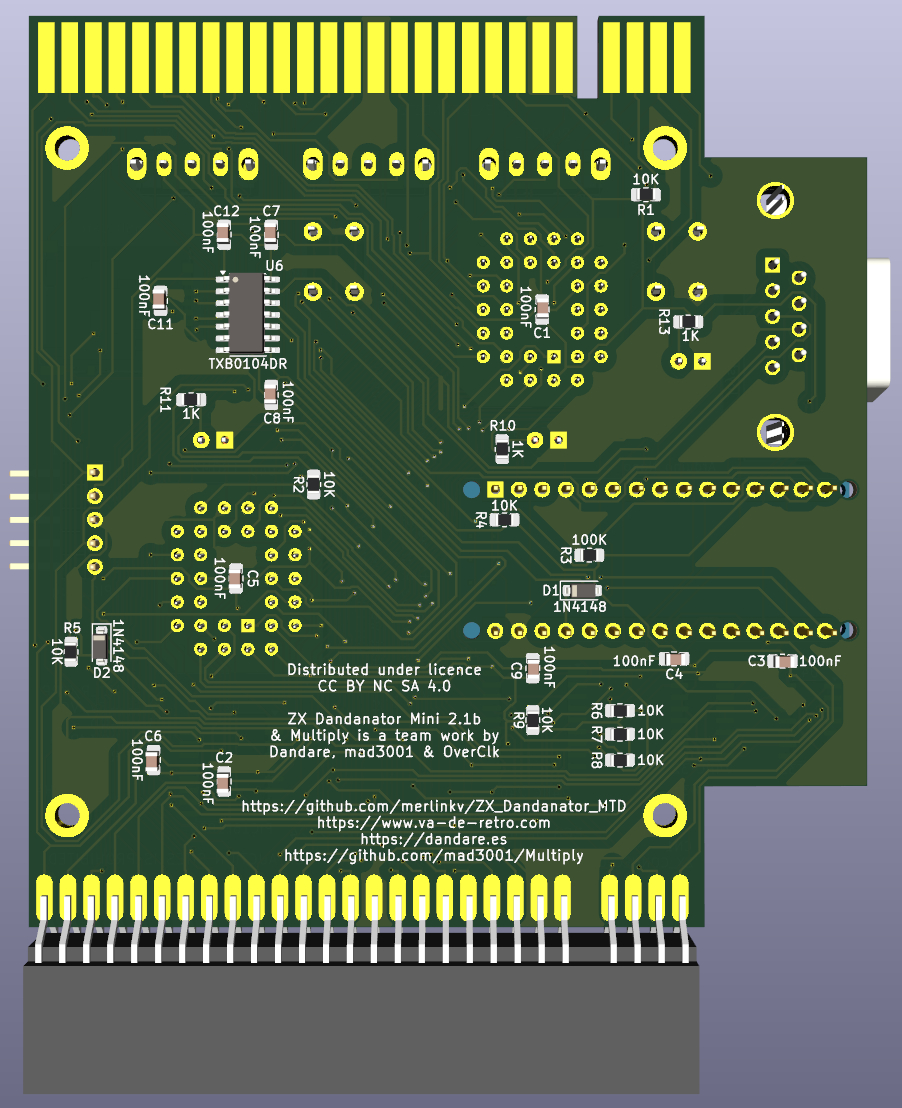 10K
R1
C12
C7
100nF
100nF
U6
100nF
C11
TXB0104DR
100nF
C1
R13
1K
R11
1K
100nF
C8
R10
1K
R2
10K
10K
R4
100K
R3
D1
1N4148
100nF
C5
R5
10K
1N4148
D2
C9
100nF
100nF
C4
C3
100nF
Distributed under licence
CC BY NC SA 4.0
R9
10K
R6
10K
R7
10K
R8
10K
ZX Dandanator Mini 2.1b
& Multiply is a team work by
Dandare, mad3001 & OverClk
C6
100nF
C2
100nF
https://github.com/merlinkv/ZX_Dandanator_MTD
https://www.va-de-retro.com
https://dandare.es
https://github.com/mad3001/Multiply